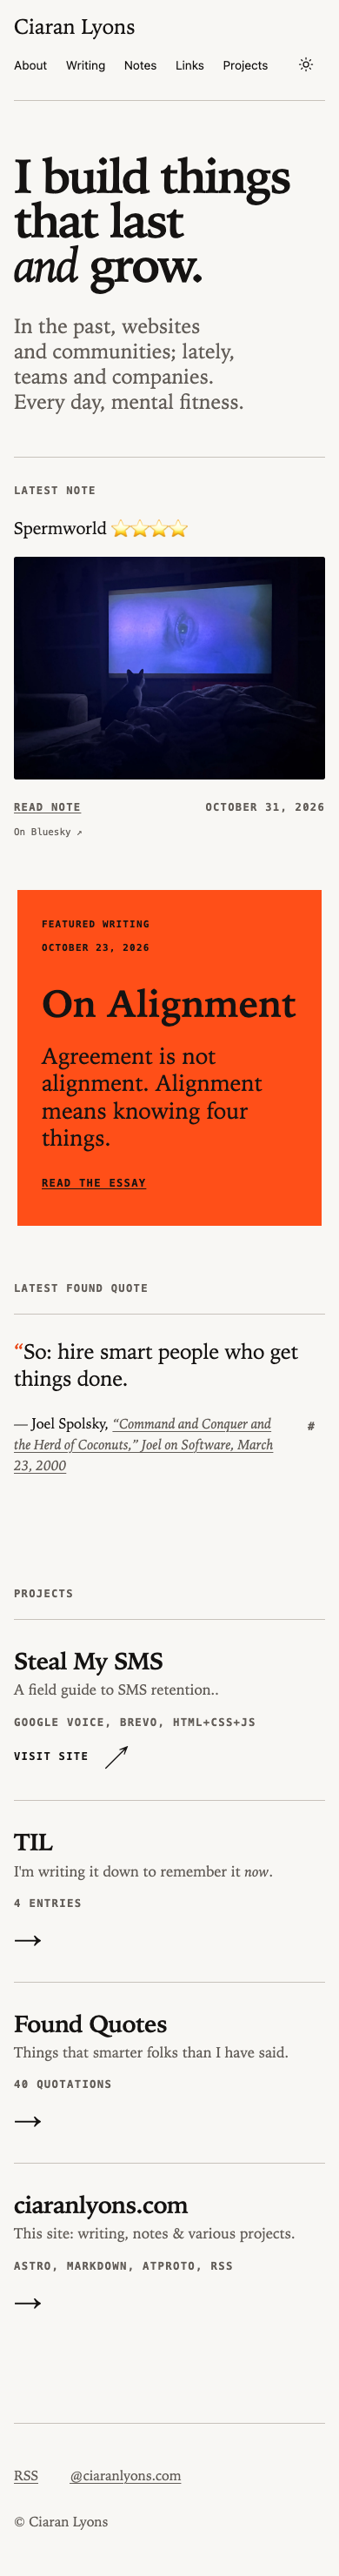 Ciaran Lyons
About Writing Notes Links Projects
I build things
that last
and grow.
In the past, websites
and communities; lately,
teams and companies.
Every day, mental fitness.
LATEST NOTE
Spermworld ⭐⭐⭐⭐
READ NOTE OCTOBER 31, 2026
On Bluesky ↗
FEATURED WRITING
OCTOBER 23, 2026
On Alignment
Agreement is not
alignment. Alignment
means knowing four
things.
READ THE ESSAY
LATEST FOUND QUOTE
“So: hire smart people who get
things done.
— Joel Spolsky, “Command and Conquer and #
the Herd of Coconuts,” Joel on Software, March
23, 2000
PROJECTS
Steal My SMS
A field guide to SMS retention..
GOOGLE VOICE, BREVO, HTML+CSS+JS
VISIT SITE
TIL
I'm writing it down to remember it now.
4 ENTRIES
→
Found Quotes
Things that smarter folks than I have said.
40 QUOTATIONS
→
ciaranlyons.com
This site: writing, notes & various projects.
ASTRO, MARKDOWN, ATPROTO, RSS
→
RSS @ciaranlyons.com
© Ciaran Lyons